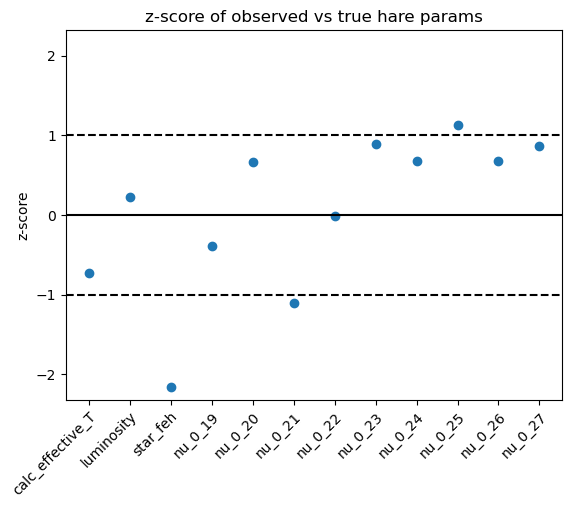 z-score of observed vs true hare params
z-score
2
1
0
−1
−2
calc_effective_T
luminosity
star_feh
nu_0_19
nu_0_20
nu_0_21
nu_0_22
nu_0_23
nu_0_24
nu_0_25
nu_0_26
nu_0_27